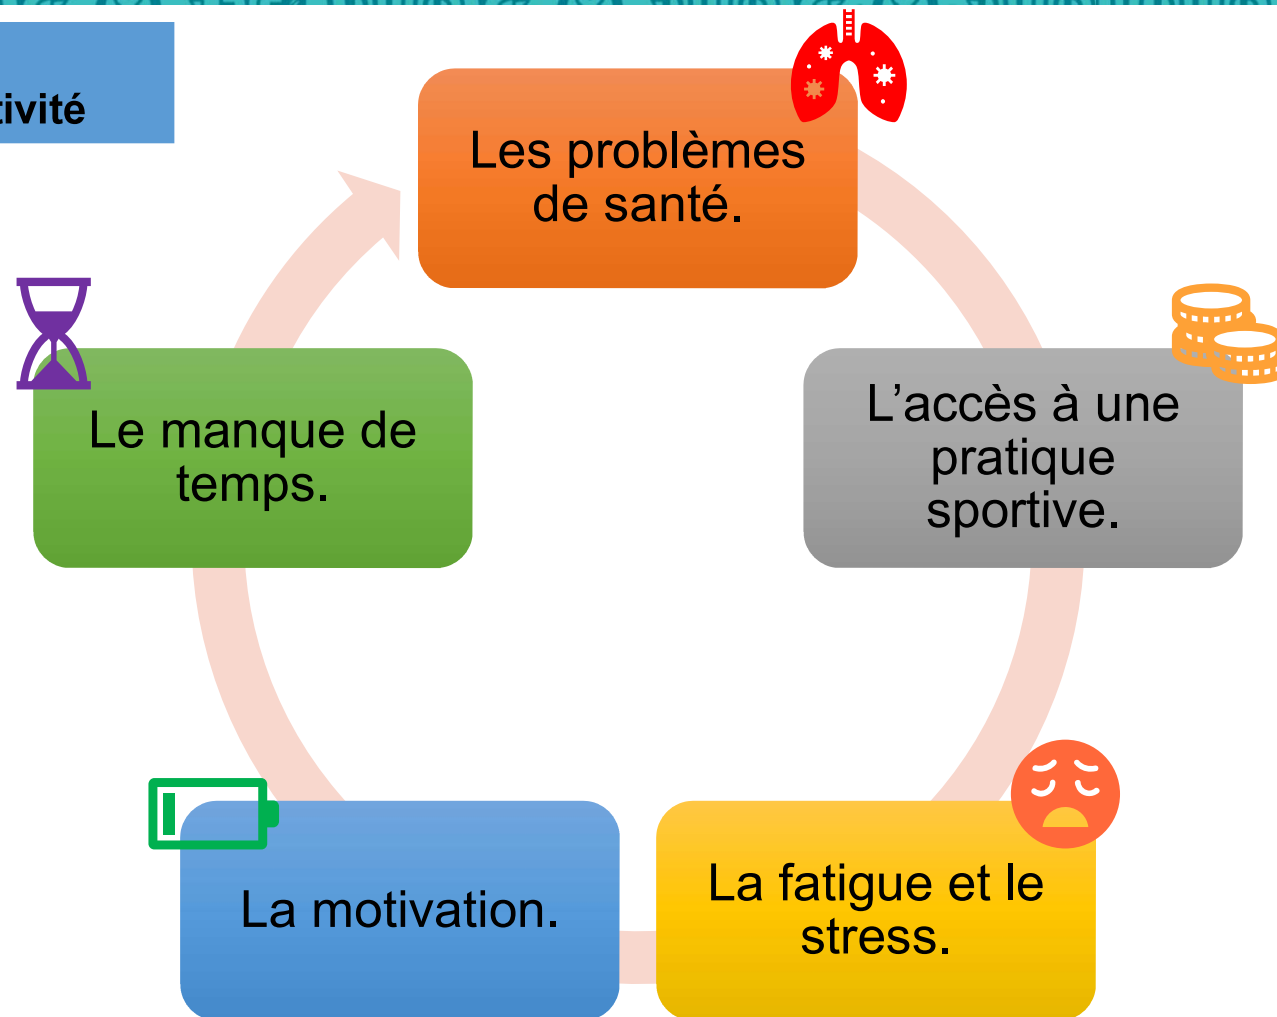 tivité
Les problèmes
de santé.
L’accès à une
pratique
sportive.
La fatigue et le
stress.
La motivation.
Le manque de
temps.